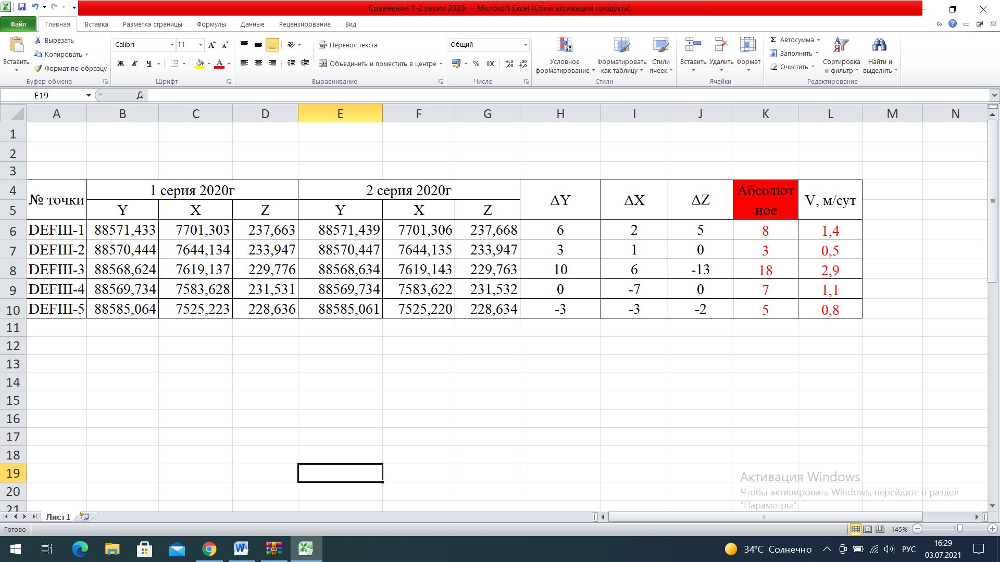 Сравнение 1-2 серия 2020г - Microsoft Excel (Сбой активации продукта)
Файл Главная Вставка Разметка страницы Формулы Данные Рецензирование Вид
Вставить
Вырезать
Копировать
Формат по образцу
Буфер обмена
Calibri 11
Ж К Ч А
Шрифт
Перенос текста
Объединить и поместить в центре
Выравнивание
Общий
% 000
Число
Условное форматирование
Форматировать как таблицу
Стили ячеек
Стили
Вставить Удалить Формат
Ячейки
Σ Автосумма
Заполнить
Очистить
Сортировка и фильтр
Найти и выделить
Редактирование
E19 fx
A B C D E F G H I J K L M N
1
2
3
4 № точки 1 серия 2020г 2 серия 2020г ΔY ΔX ΔZ Абсолютное V, м/сут
5 Y X Z Y X Z
6 DEFIII-1 88571,433 7701,303 237,663 88571,439 7701,306 237,668 6 2 5 8 1,4
7 DEFIII-2 88570,444 7644,134 233,947 88570,447 7644,135 233,947 3 1 0 3 0,5
8 DEFIII-3 88568,624 7619,137 229,776 88568,634 7619,143 229,763 10 6 -13 18 2,9
9 DEFIII-4 88569,734 7583,628 231,531 88569,734 7583,622 231,532 0 -7 0 7 1,1
10 DEFIII-5 88585,064 7525,223 228,636 88585,061 7525,220 228,634 -3 -3 -2 5 0,8
11
12
13
14
15
16
17
18
19
20
21
Активация Windows
Чтобы активировать Windows, перейдите в раздел
"Параметры".
Лист1
Готово 145%
34°C Солнечно РУС 16:29
03.07.2021